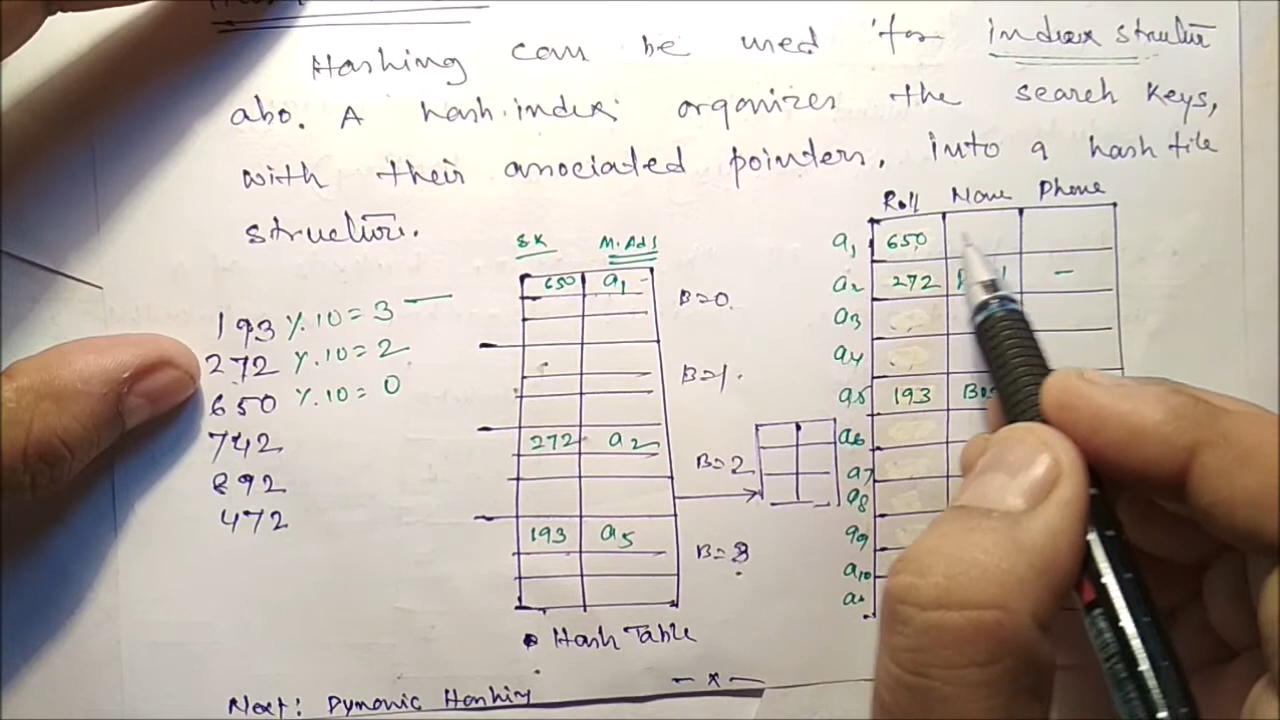 Hashing can be used for index structure
also. A hash index organizes the search keys,
with their associated pointers, into a hash file
structure.
Roll Name Phone
a1 650
a2 272 -
a3
a4
a5 193
a6
a7
a8
a9
a10
S.K M.Ads
650 a1 B=0.
B=1.
272 a2 B=2
193 a5 B=3
Hash Table
193 %10 = 3
272 %10 = 2
650 %10 = 0
742
892
472
Next: Dynamic Hashing
- x -